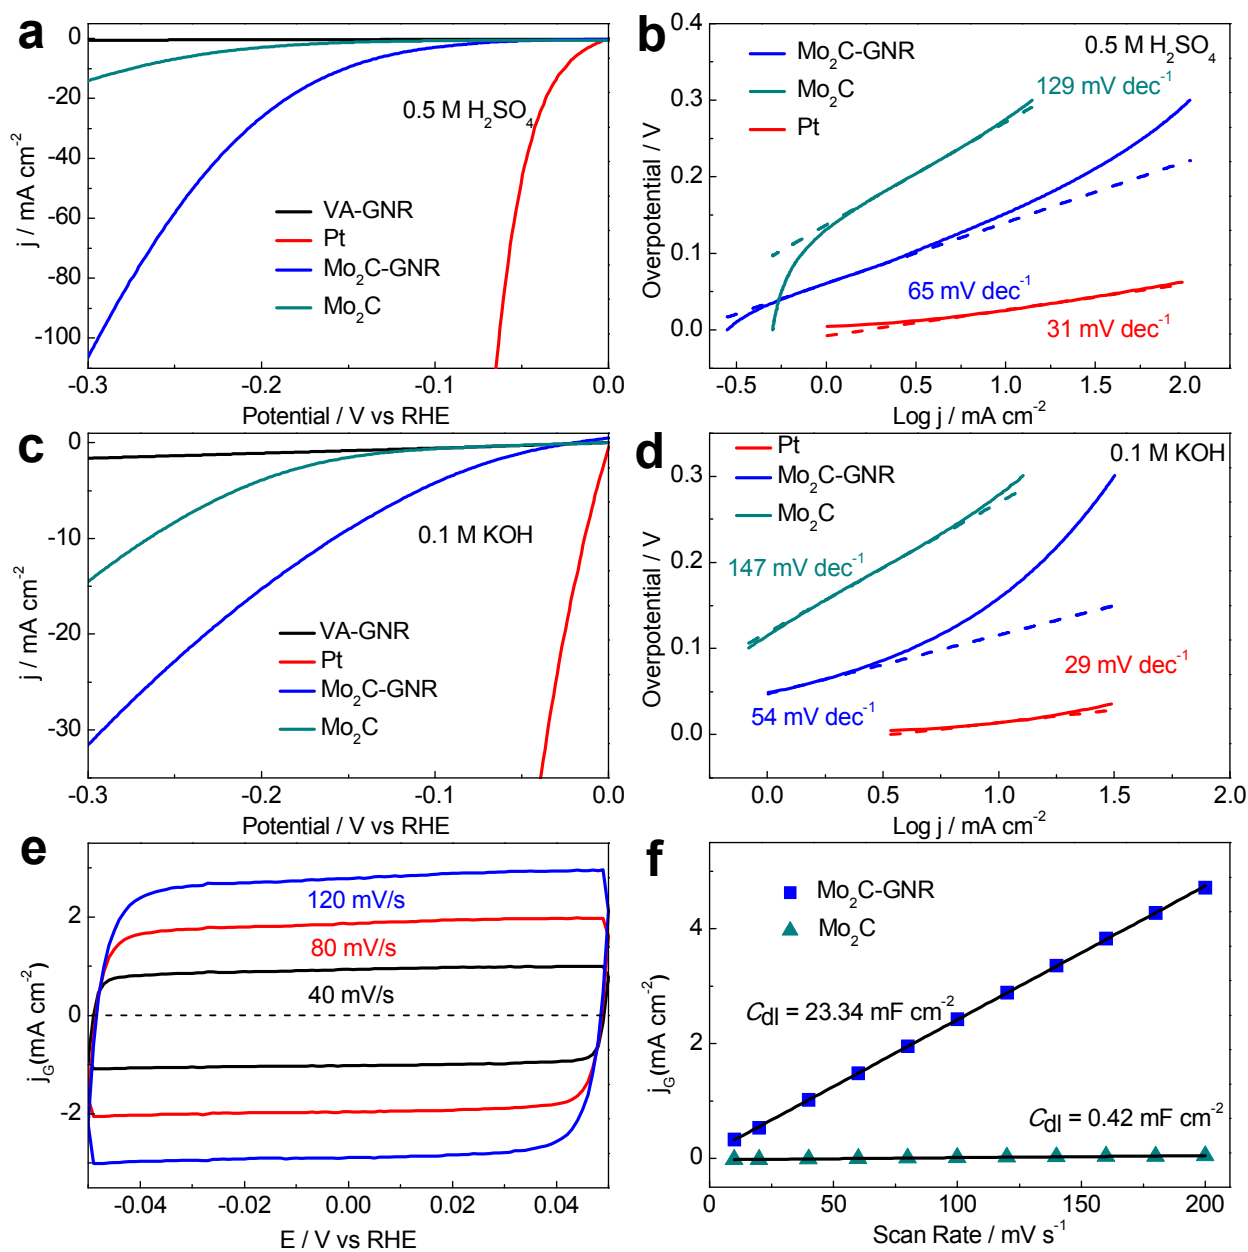 a
j / mA cm⁻²
0
-20
-40
-60
-80
-100
0.5 M H₂SO₄
VA-GNR
Pt
Mo₂C-GNR
Mo₂C
-0.3
-0.2
-0.1
0.0
Potential / V vs RHE
b
Overpotential / V
0.4
0.3
0.2
0.1
0.0
Mo₂C-GNR
Mo₂C
Pt
0.5 M H₂SO₄
129 mV dec⁻¹
65 mV dec⁻¹
31 mV dec⁻¹
-0.5
0.0
0.5
1.0
1.5
2.0
Log j / mA cm⁻²
c
j / mA cm⁻²
0
-10
-20
-30
0.1 M KOH
VA-GNR
Pt
Mo₂C-GNR
Mo₂C
-0.3
-0.2
-0.1
0.0
Potential / V vs RHE
d
Overpotential / V
0.3
0.2
0.1
0.0
Pt
Mo₂C-GNR
Mo₂C
0.1 M KOH
147 mV dec⁻¹
29 mV dec⁻¹
54 mV dec⁻¹
0.0
0.5
1.0
1.5
2.0
Log j / mA cm⁻²
e
j_G(mA cm⁻²)
2
0
-2
120 mV/s
80 mV/s
40 mV/s
-0.04
-0.02
0.00
0.02
0.04
E / V vs RHE
f
j_G(mA cm⁻²)
4
2
0
Mo₂C-GNR
Mo₂C
C_dl = 23.34 mF cm⁻²
C_dl = 0.42 mF cm⁻²
0
50
100
150
200
Scan Rate / mV s⁻¹